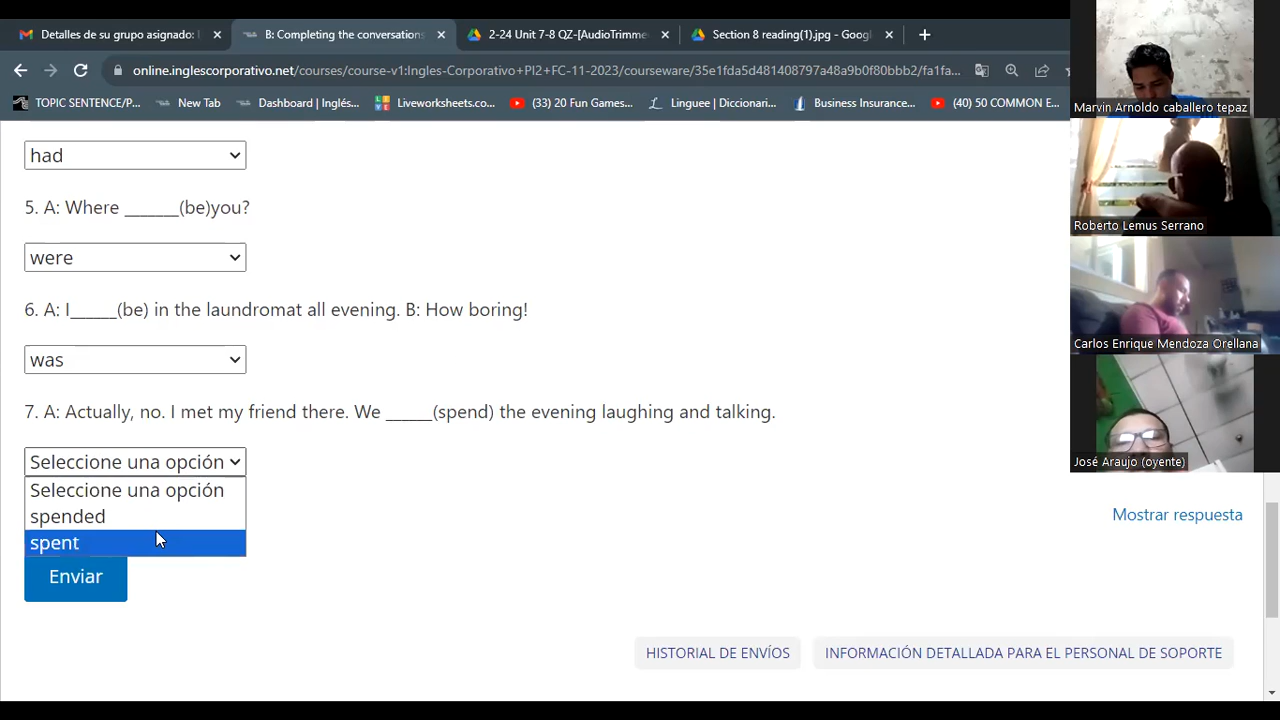 Detalles de su grupo asignado: I
B: Completing the conversations
2-24 Unit 7-8 QZ-[AudioTrimme
Section 8 reading(1).jpg - Googl
online.inglescorporativo.net/courses/course-v1:Ingles-Corporativo+PI2+FC-11-2023/courseware/35e1fda5d481408797a48a9b0f80bbb2/fa1fa...
TOPIC SENTENCE/P...
New Tab
Dashboard | Inglés...
Liveworksheets.co...
(33) 20 Fun Games...
Linguee | Diccionari...
Business Insurance...
(40) 50 COMMON E...
had
5. A: Where _______(be)you?
were
6. A: I______(be) in the laundromat all evening. B: How boring!
was
7. A: Actually, no. I met my friend there. We ______(spend) the evening laughing and talking.
Seleccione una opción
Seleccione una opción
spended
spent
Enviar
Mostrar respuesta
HISTORIAL DE ENVÍOS
INFORMACIÓN DETALLADA PARA EL PERSONAL DE SOPORTE
Marvin Arnoldo caballero tepaz
Roberto Lemus Serrano
Carlos Enrique Mendoza Orellana
José Araujo (oyente)